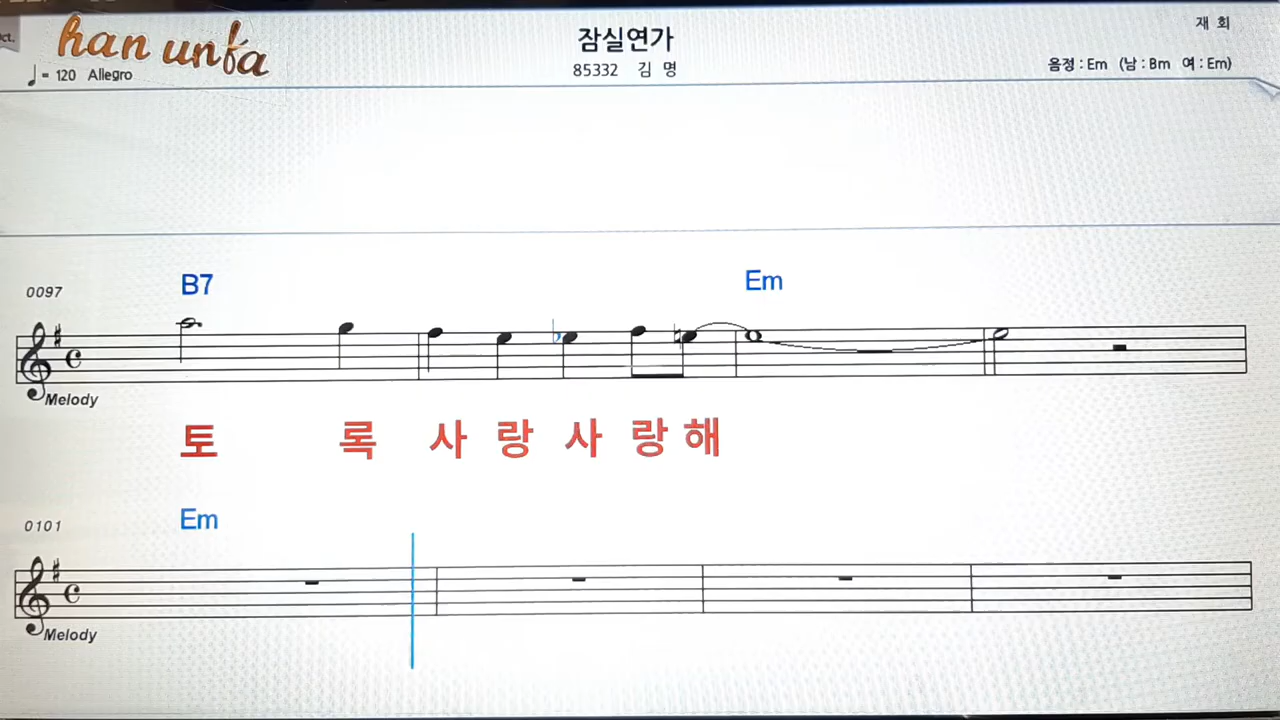 ct.
han unfa
♩ = 120 Allegro
잠실연가
85332 김 명
재 회
음정 : Em (남 : Bm 여 : Em)
0097
B7
Em
Melody
토 록 사 랑 사 랑 해
0101
Em
Melody